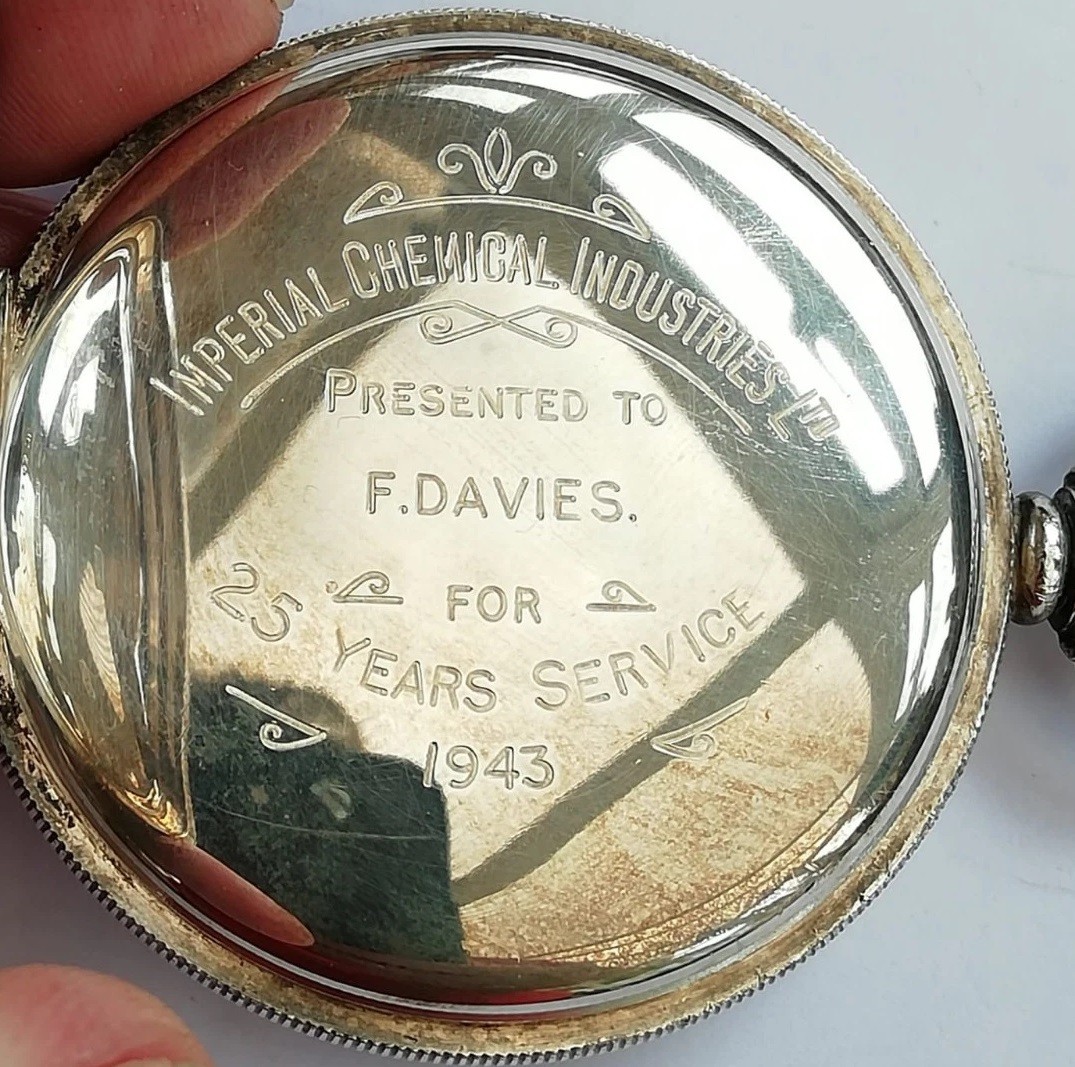 IMPERIAL CHEMICAL INDUSTRIES LTD
PRESENTED TO
F.DAVIES.
FOR
25 YEARS SERVICE
1943